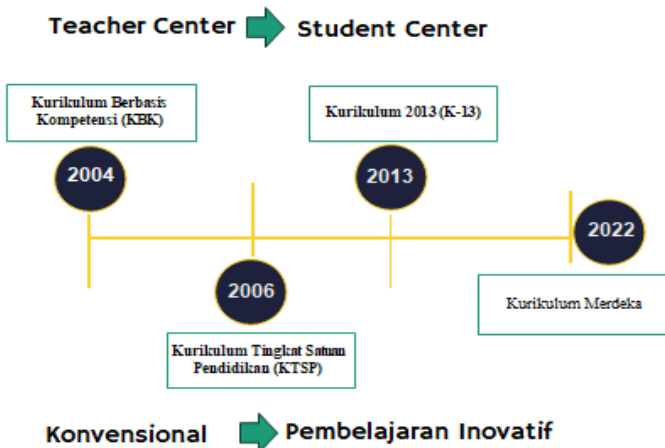 Teacher Center Student Center
Kurikulum Berbasis
Kompetensi (KBK)
Kurikulum 2013 (K-13)
2004
2013
2022
2006
Kurikulum Merdeka
Kurikulum Tingkat Satuan
Pendidikan (KTSP)
Konvensional Pembelajaran Inovatif